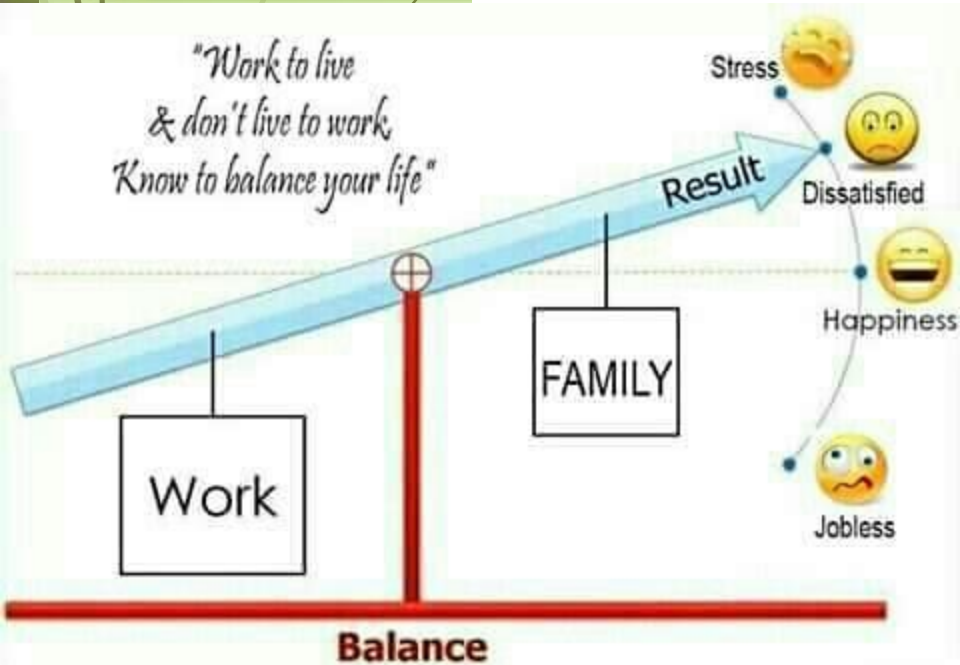 "Work to live
& don't live to work,
Know to balance your life"
Stress
Result
Dissatisfied
Happiness
FAMILY
Work
Jobless
Balance